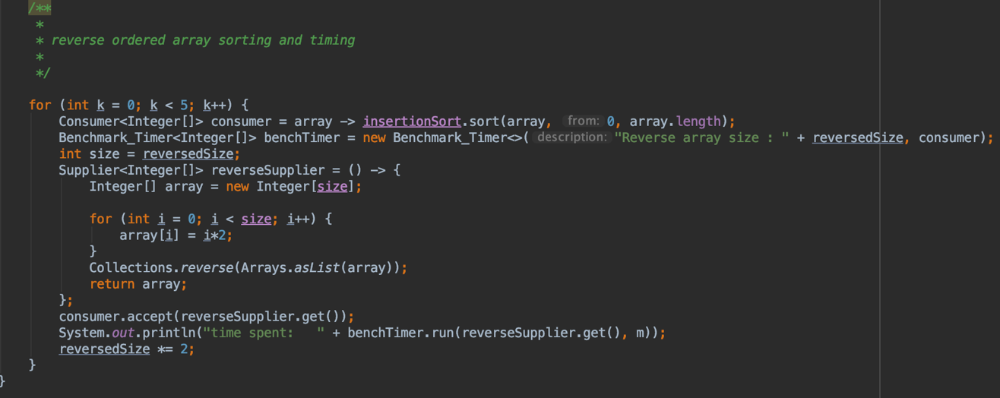 /**
*
* reverse ordered array sorting and timing
*
*/
for (int k = 0; k < 5; k++) {
Consumer<Integer[]> consumer = array -> insertionSort.sort(array, from: 0, array.length);
Benchmark_Timer<Integer[]> benchTimer = new Benchmark_Timer<>( description: "Reverse array size : " + reversedSize, consumer);
int size = reversedSize;
Supplier<Integer[]> reverseSupplier = () -> {
Integer[] array = new Integer[size];
for (int i = 0; i < size; i++) {
array[i] = i*2;
}
Collections.reverse(Arrays.asList(array));
return array;
};
consumer.accept(reverseSupplier.get());
System.out.println("time spent:   " + benchTimer.run(reverseSupplier.get(), m));
reversedSize *= 2;
}
}